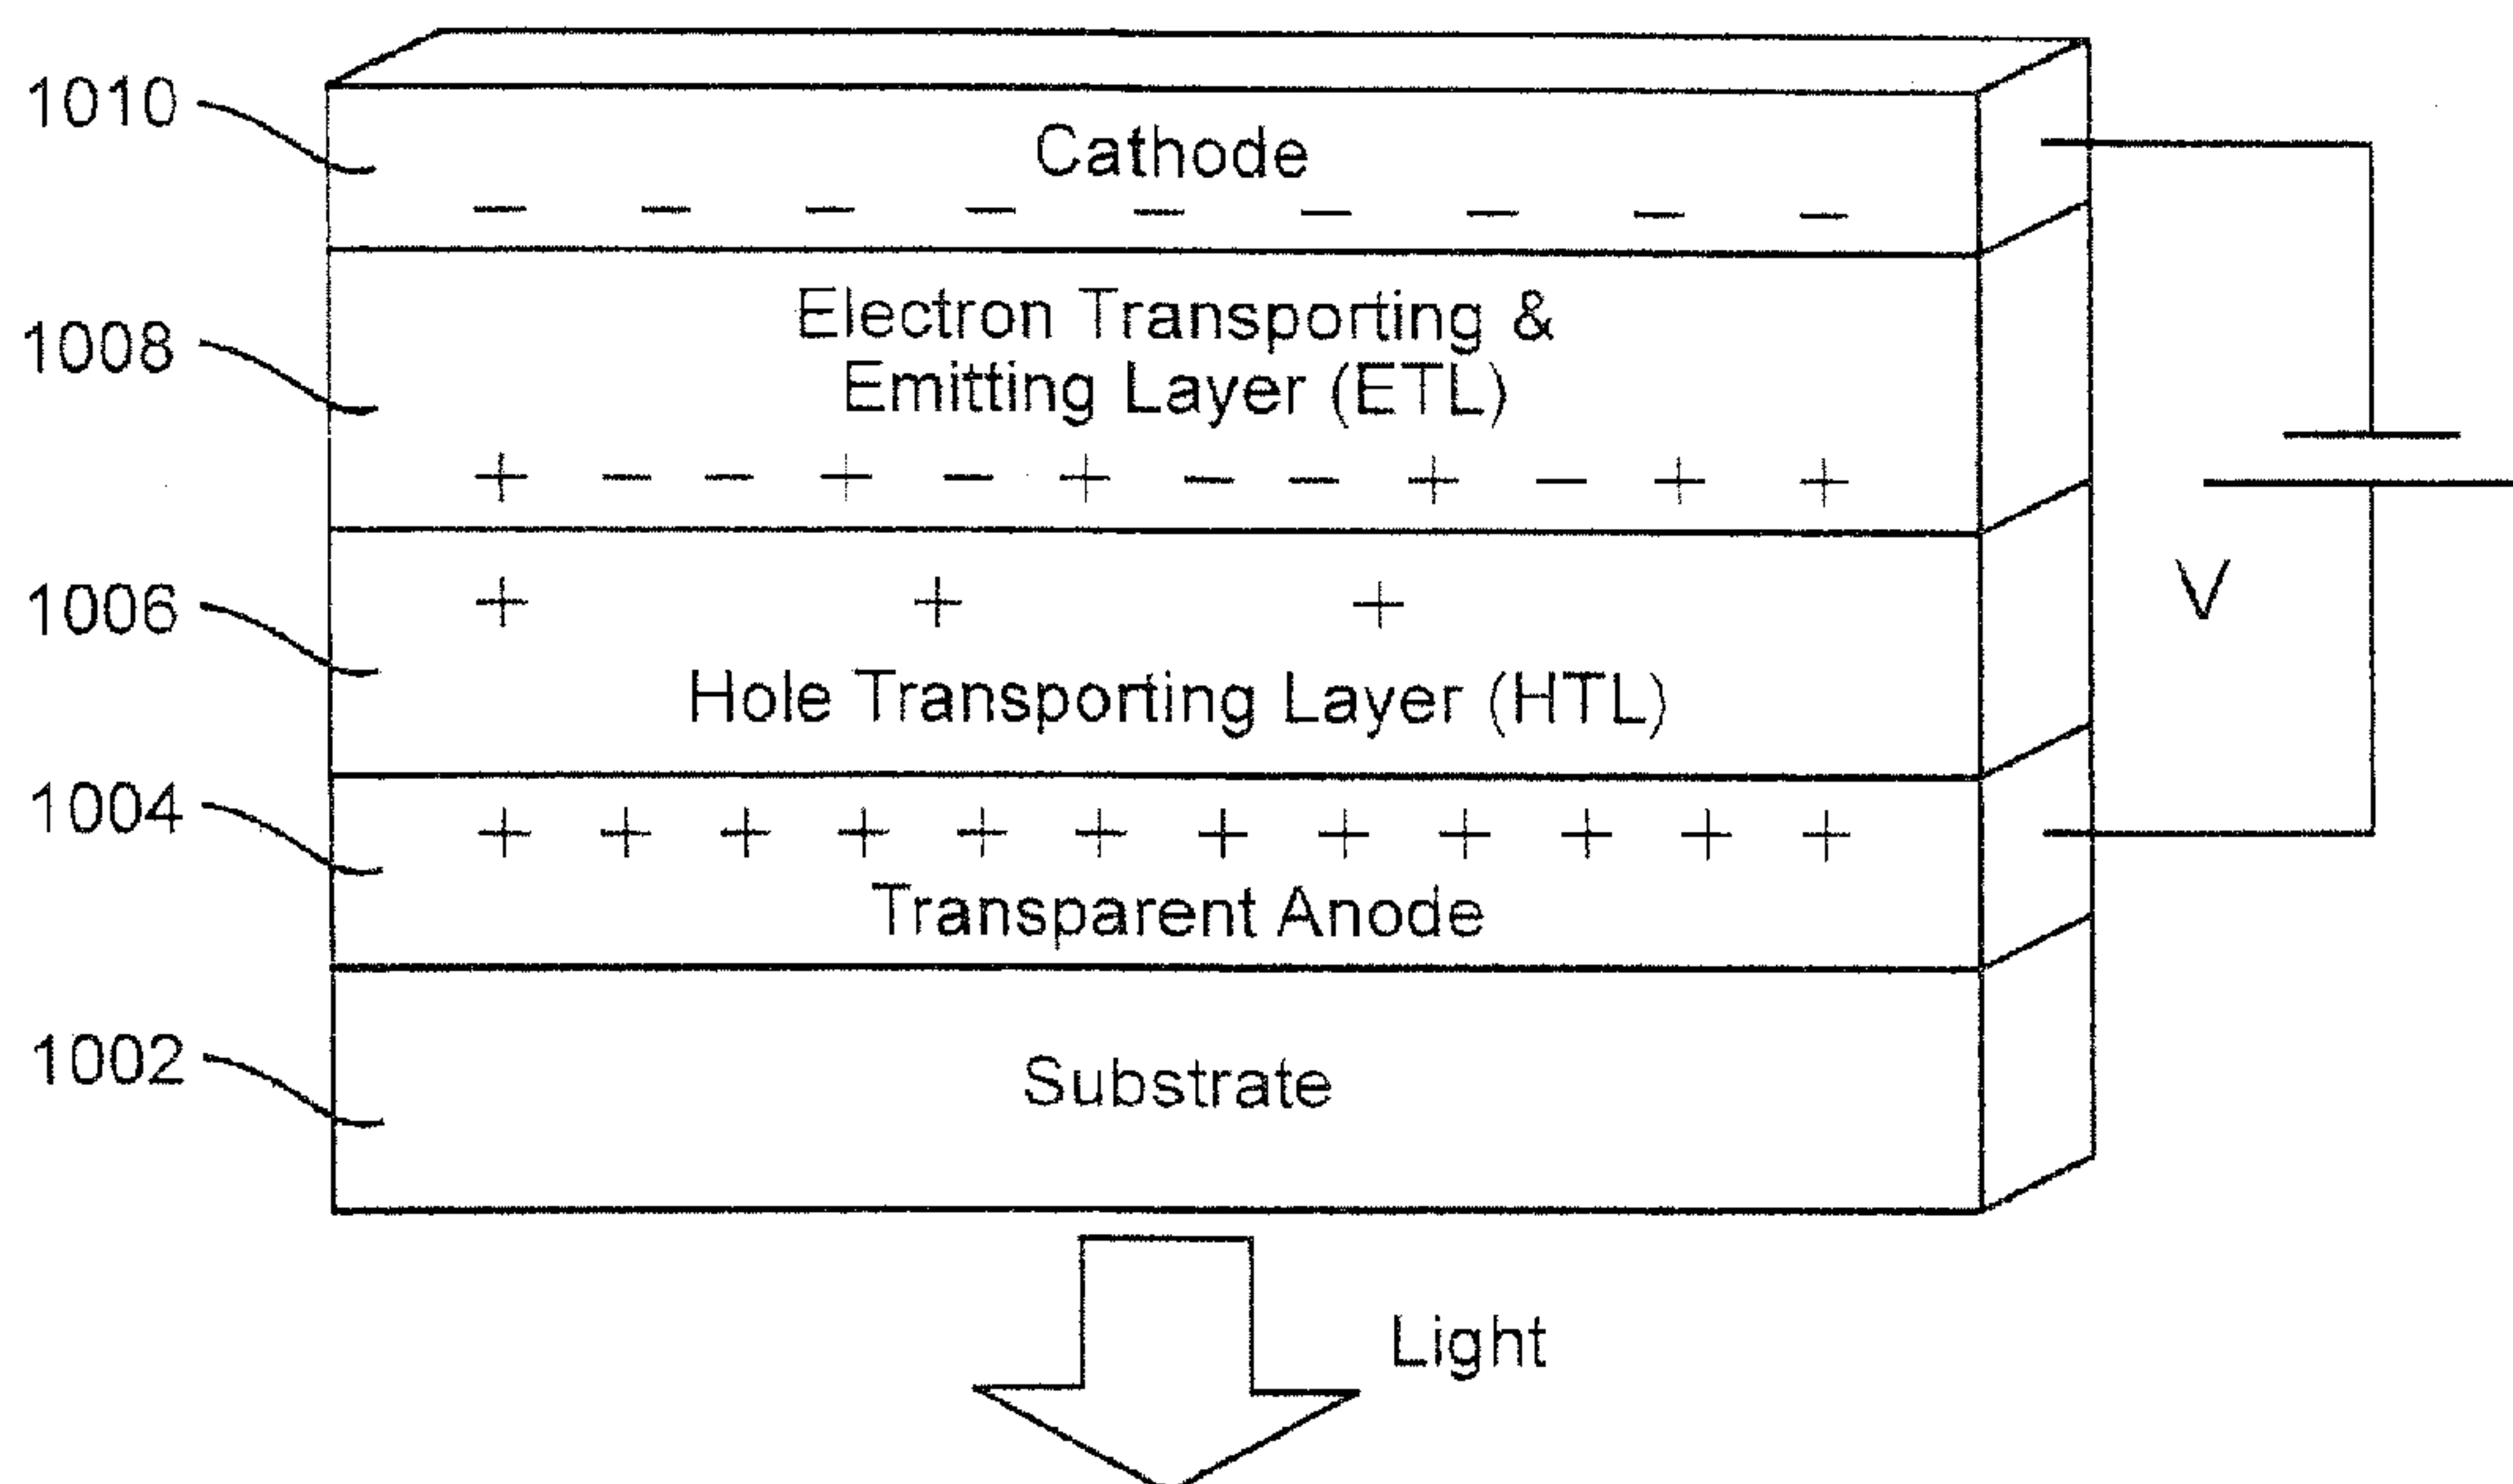 1010
Cathode
- - - - - - - - -
1008
Electron Transporting &
Emitting Layer (ETL)
+ - - + - + - - + - + +
1006
+ + +
V
Hole Transporting Layer (HTL)
1004
+ + + + + + + + + + + +
Transparent Anode
1002
Substrate
Light